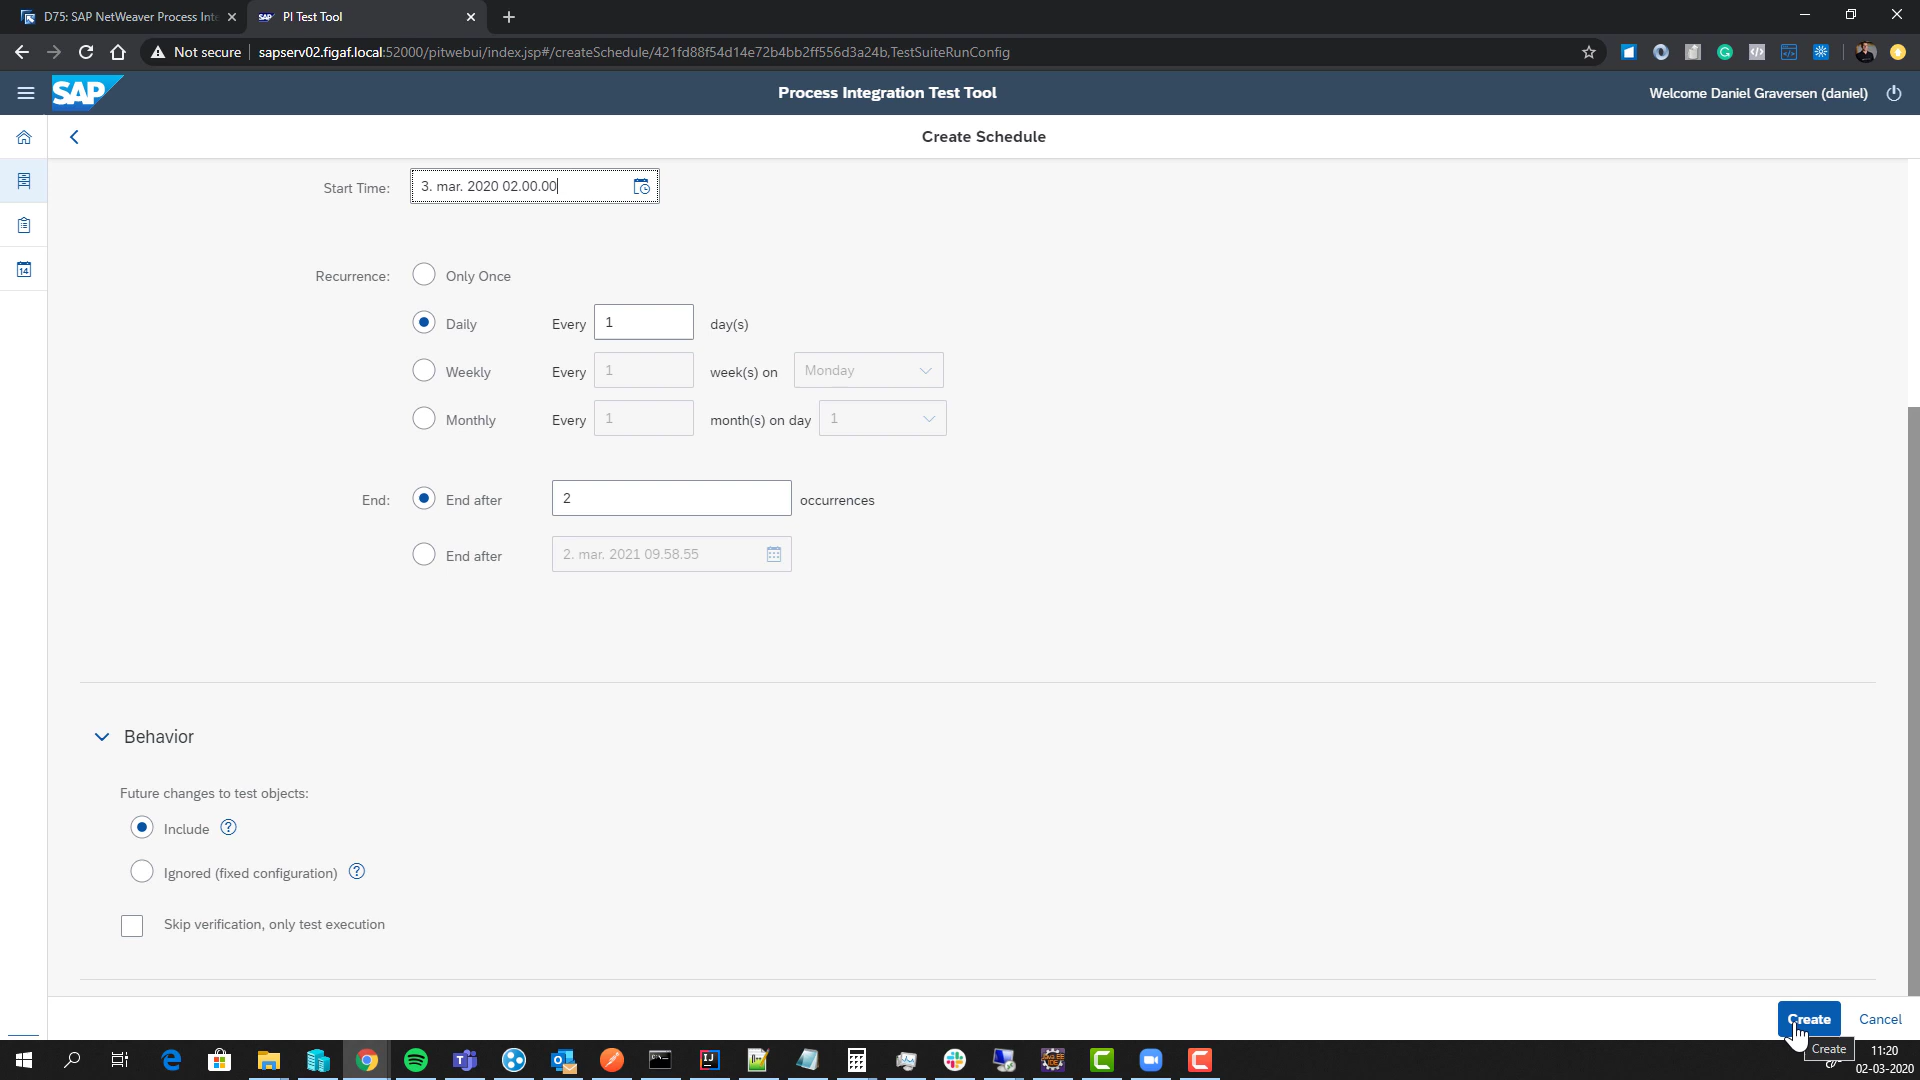 D75: SAP NetWeaver Process Inte
SAP PI Test Tool
Not secure
sapserv02.figaf.local:52000/pitwebui/index.jsp#/createSchedule/421fd88f54d14e72b4bb2ff556d3a24b,TestSuiteRunConfig
SAP
Process Integration Test Tool
Welcome Daniel Graversen (daniel)
Create Schedule
14
Start Time: 3. mar. 2020 02.00.00
Recurrence: Only Once
Daily Every 1 day(s)
Weekly Every 1 week(s) on Monday
Monthly Every 1 month(s) on day 1
End: End after 2 occurrences
End after 2. mar. 2021 09.58.55
Behavior
Future changes to test objects:
Include
Ignored (fixed configuration)
Skip verification, only test execution
Create Cancel
Create
11:20
02-03-2020